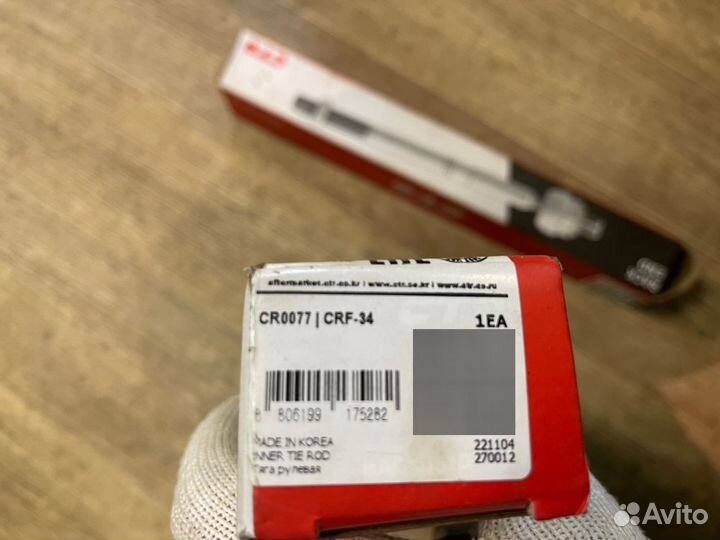 aftermarket.ctr.co.kr | www.ctr.co.kr | www.ctr-co.ru
CR0077 | CRF-34
1EA
8 806199 175282
MADE IN KOREA 221104
INNER TIE ROD 270012
Тяга рулевая
Avito